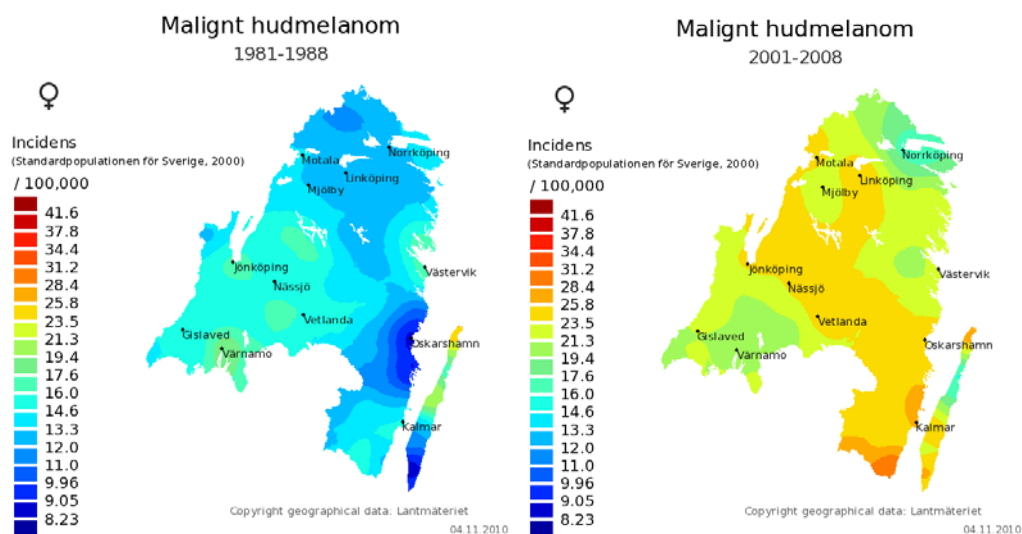 Malignt hudmelanom
1981-1988
♀
Incidens
(Standardpopulationen för Sverige, 2000)
/ 100,000
41.6
37.8
34.4
31.2
28.4
25.8
23.5
21.3
19.4
17.6
16.0
14.6
13.3
12.0
11.0
9.96
9.05
8.23
Motala
Norrköping
Linköping
Mjölby
Jönköping
Västervik
Nässjö
Vetlanda
Gislaved
Oskarshamn
Värnamo
Kalmar
Copyright geographical data: Lantmäteriet
04.11.2010
Malignt hudmelanom
2001-2008
♀
Incidens
(Standardpopulationen för Sverige, 2000)
/ 100,000
41.6
37.8
34.4
31.2
28.4
25.8
23.5
21.3
19.4
17.6
16.0
14.6
13.3
12.0
11.0
9.96
9.05
8.23
Motala
Norrköping
Linköping
Mjölby
Jönköping
Västervik
Nässjö
Vetlanda
Gislaved
Oskarshamn
Värnamo
Kalmar
Copyright geographical data: Lantmäteriet
04.11.2010